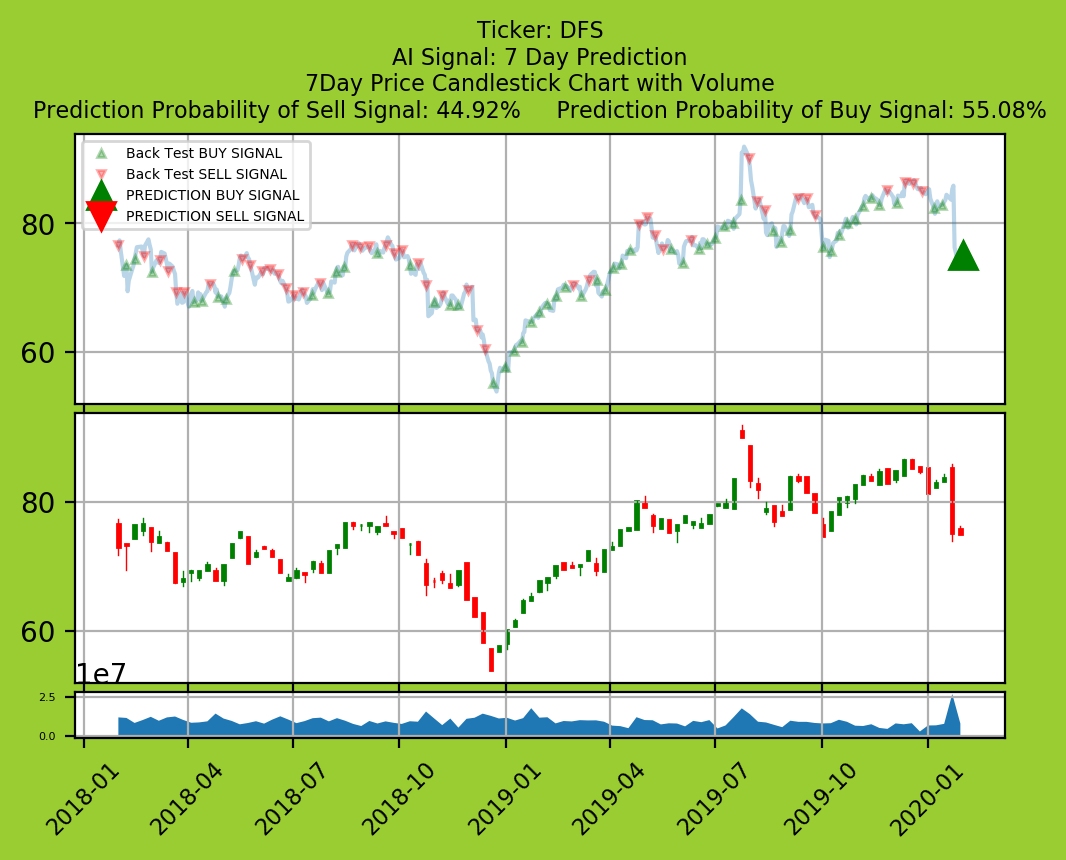 Ticker: DFS
AI Signal: 7 Day Prediction
7Day Price Candlestick Chart with Volume
Prediction Probability of Sell Signal: 44.92%     Prediction Probability of Buy Signal: 55.08%
Back Test BUY SIGNAL
Back Test SELL SIGNAL
PREDICTION BUY SIGNAL
PREDICTION SELL SIGNAL
80
60
80
60
1e7
2.5
0.0
2018-01
2018-04
2018-07
2018-10
2019-01
2019-04
2019-07
2019-10
2020-01